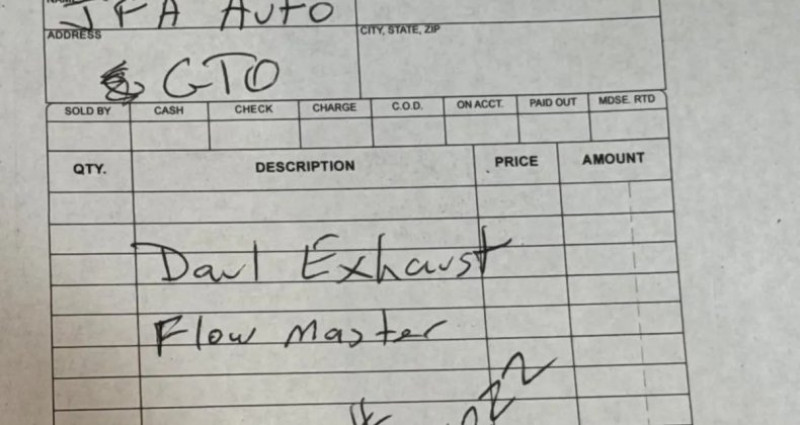 JFA Auto
ADDRESS
CITY, STATE, ZIP
GTO
SOLD BY CASH CHECK CHARGE C.O.D. ON ACCT. PAID OUT MDSE. RTD
QTY. DESCRIPTION PRICE AMOUNT
Daul Exhaust
Flow Master